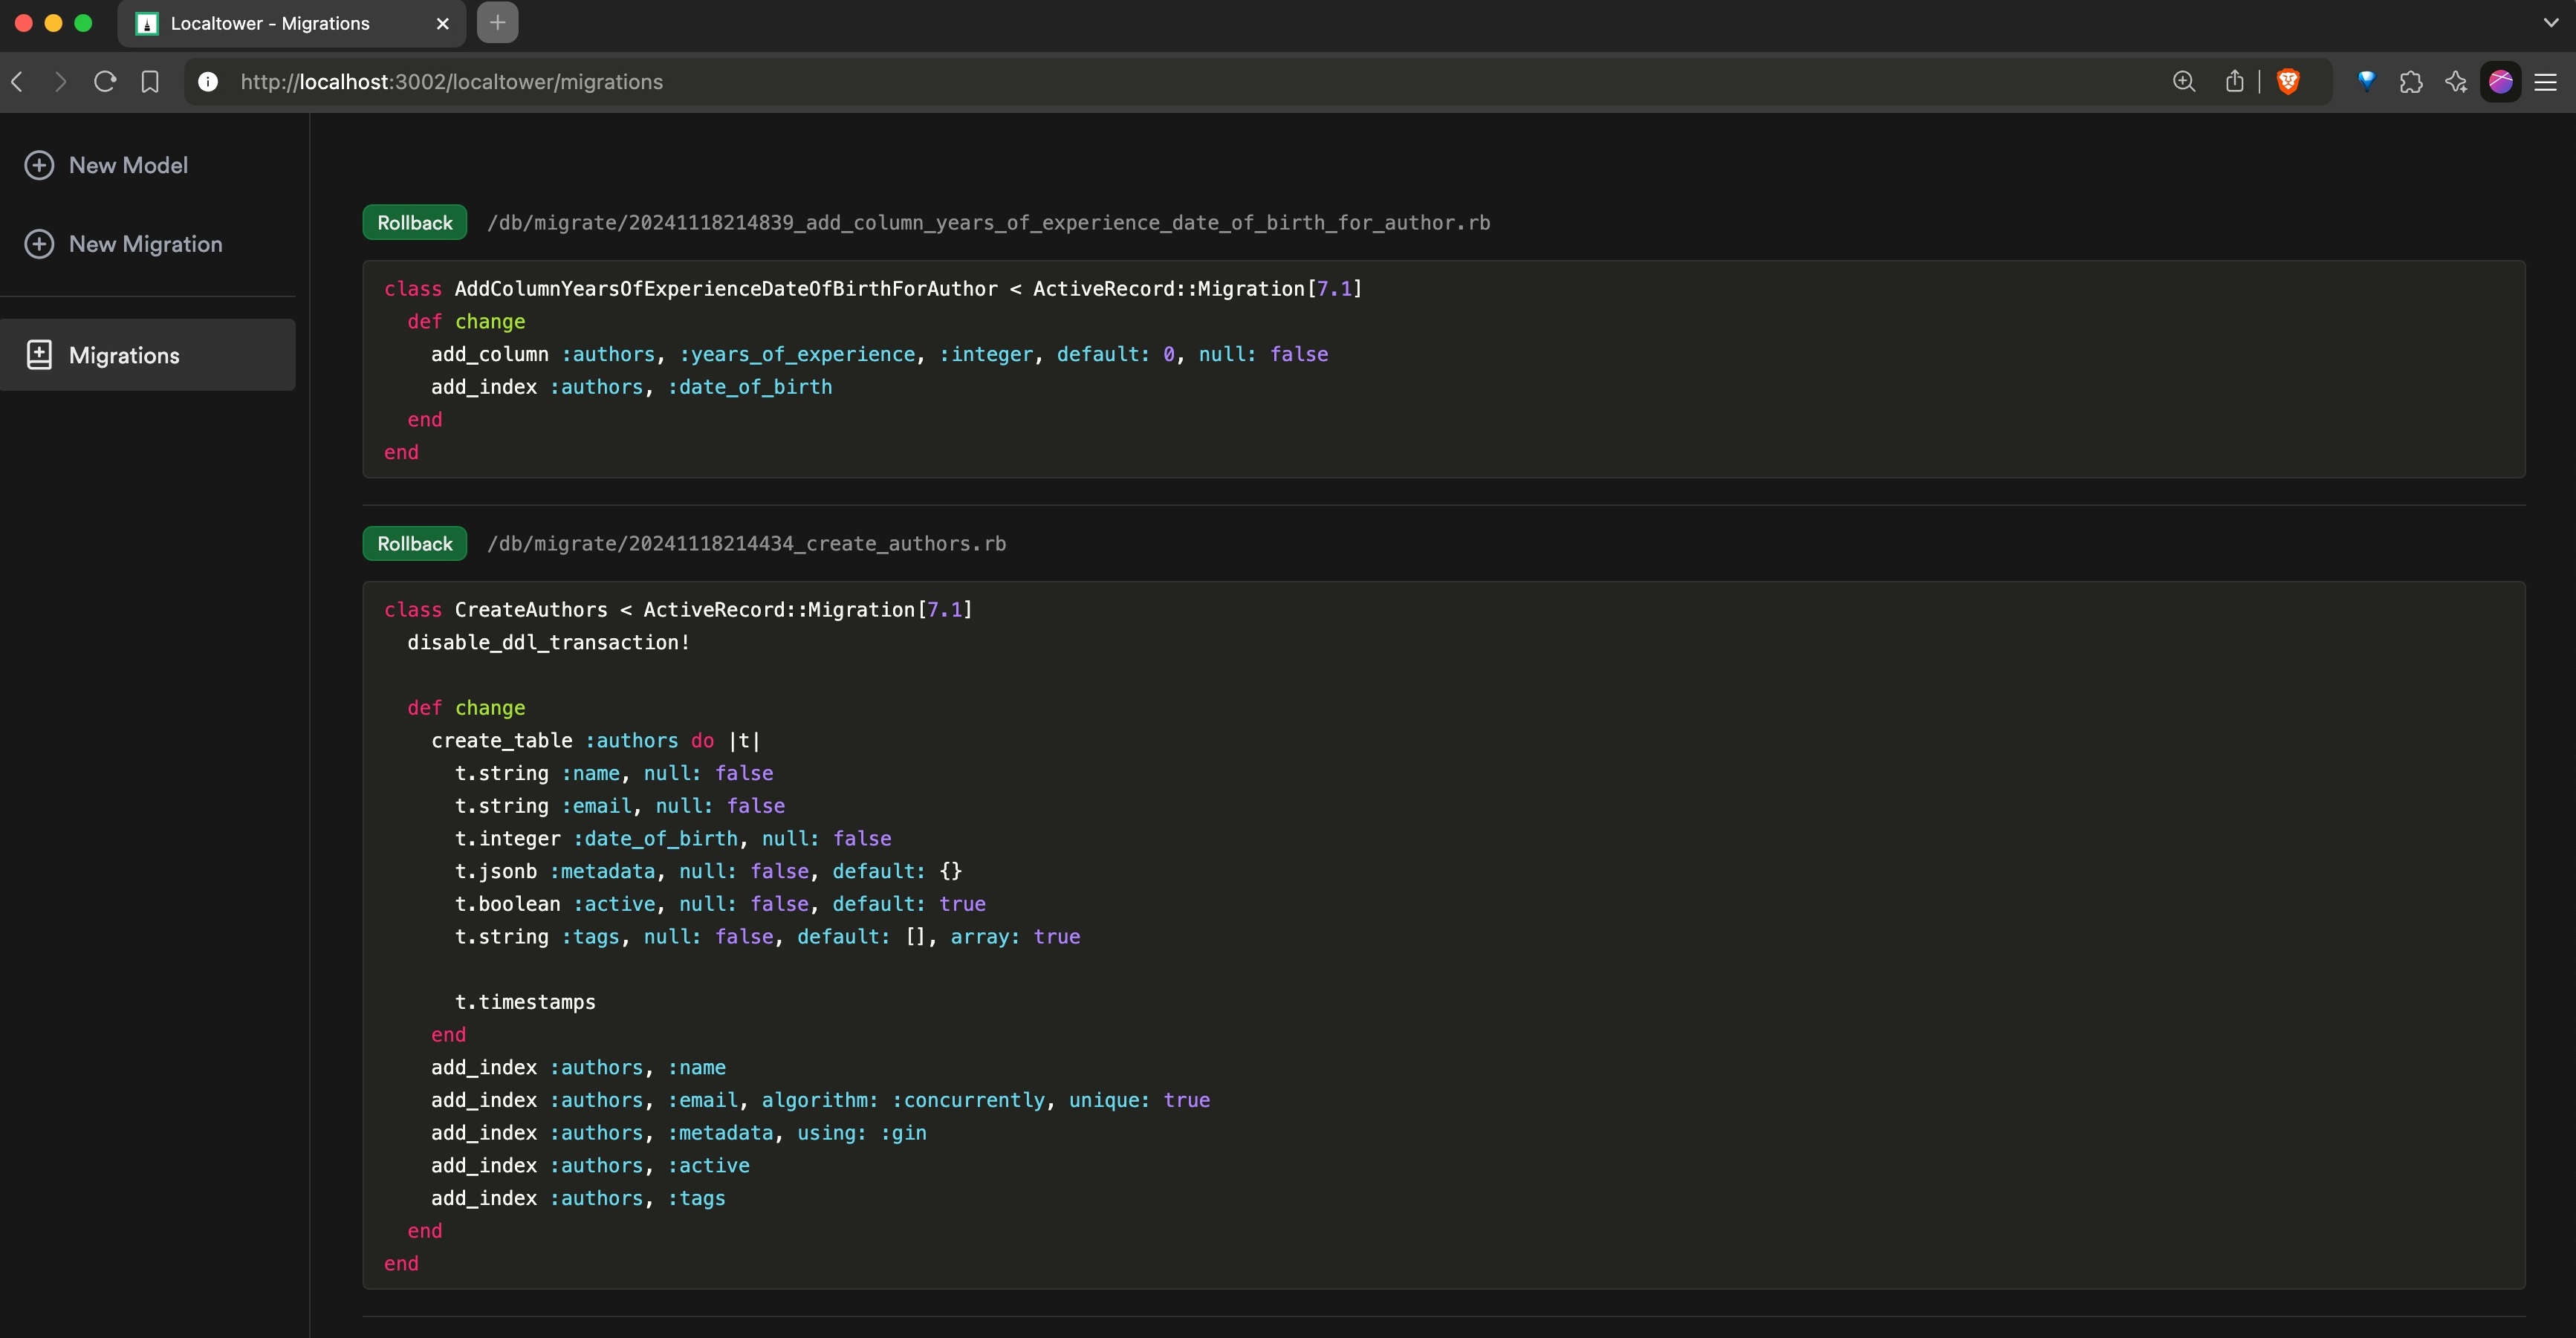 Localtower - Migrations
http://localhost:3002/localtower/migrations
New Model
New Migration
Migrations
Rollback /db/migrate/20241118214839_add_column_years_of_experience_date_of_birth_for_author.rb
class AddColumnYearsOfExperienceDateOfBirthForAuthor < ActiveRecord::Migration[7.1]
  def change
    add_column :authors, :years_of_experience, :integer, default: 0, null: false
    add_index :authors, :date_of_birth
  end
end
Rollback /db/migrate/20241118214434_create_authors.rb
class CreateAuthors < ActiveRecord::Migration[7.1]
  disable_ddl_transaction!
  def change
    create_table :authors do |t|
      t.string :name, null: false
      t.string :email, null: false
      t.integer :date_of_birth, null: false
      t.jsonb :metadata, null: false, default: {}
      t.boolean :active, null: false, default: true
      t.string :tags, null: false, default: [], array: true
      t.timestamps
    end
    add_index :authors, :name
    add_index :authors, :email, algorithm: :concurrently, unique: true
    add_index :authors, :metadata, using: :gin
    add_index :authors, :active
    add_index :authors, :tags
  end
end